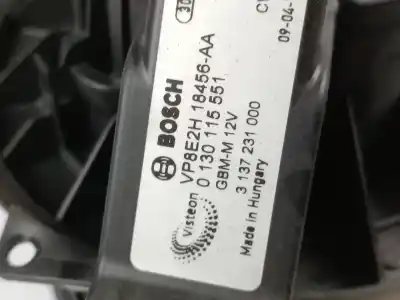 BOSCH
VP8E2H 18456-AA
0 130 115 551
GBM-M 12V
3 137 231 000
Made in Hungary
Visteon
30
09-04-